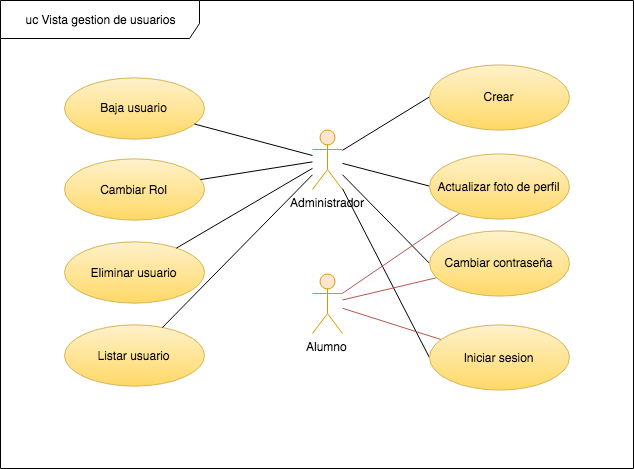 uc Vista gestion de usuarios
Baja usuario
Crear
Cambiar Rol
Actualizar foto de perfil
Administrador
Eliminar usuario
Cambiar contraseña
Alumno
Listar usuario
Iniciar sesion